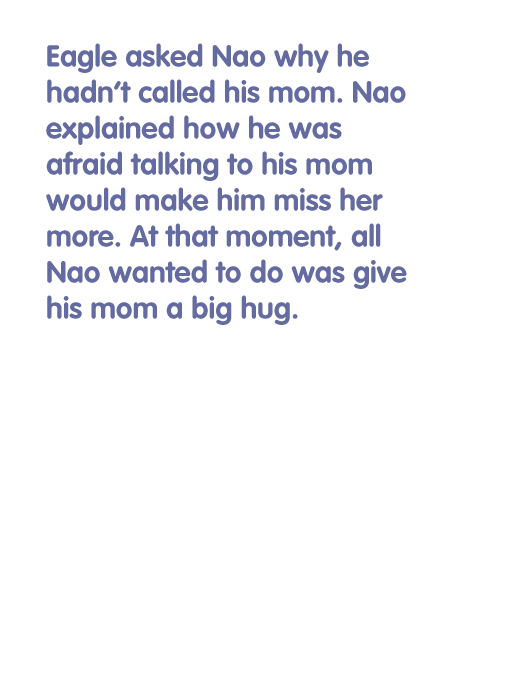 Eagle asked Nao why he
hadn’t called his mom. Nao
explained how he was
afraid talking to his mom
would make him miss her
more. At that moment, all
Nao wanted to do was give
his mom a big hug.